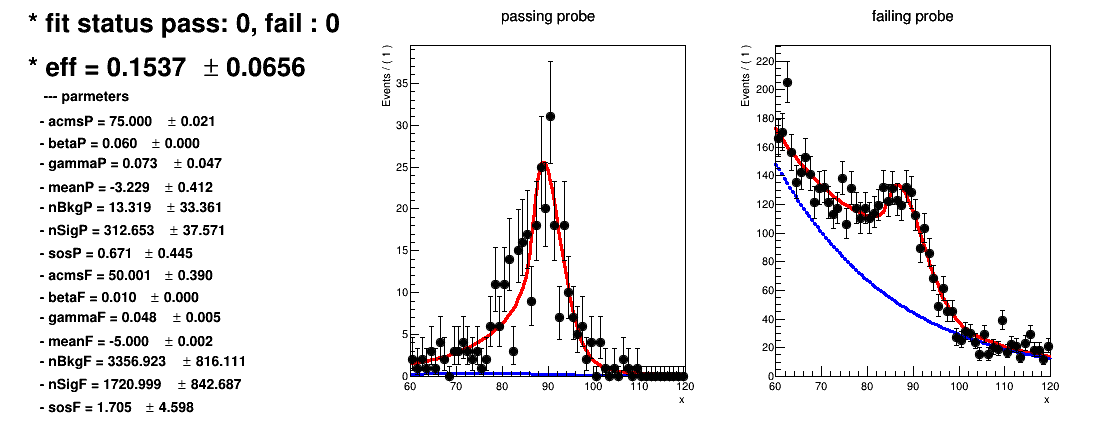 * fit status pass: 0, fail : 0
* eff = 0.1537 ± 0.0656
--- parmeters
- acmsP = 75.000 ± 0.021
- betaP = 0.060 ± 0.000
- gammaP = 0.073 ± 0.047
- meanP = -3.229 ± 0.412
- nBkgP = 13.319 ± 33.361
- nSigP = 312.653 ± 37.571
- sosP = 0.671 ± 0.445
- acmsF = 50.001 ± 0.390
- betaF = 0.010 ± 0.000
- gammaF = 0.048 ± 0.005
- meanF = -5.000 ± 0.002
- nBkgF = 3356.923 ± 816.111
- nSigF = 1720.999 ± 842.687
- sosF = 1.705 ± 4.598
passing probe
Events / ( 1 )
35
30
25
20
15
10
5
0
60 70 80 90 100 110 120
x
failing probe
Events / ( 1 )
220
200
180
160
140
120
100
80
60
40
20
0
60 70 80 90 100 110 120
x